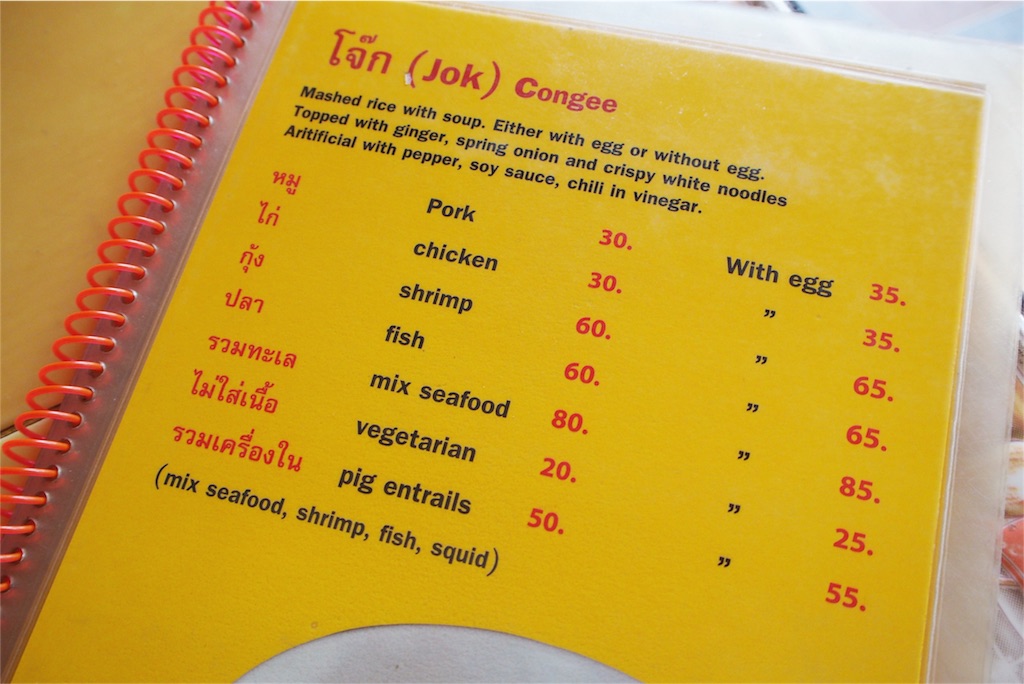 โจ๊ก (Jok) Congee
Mashed rice with soup. Either with egg or without egg.
Topped with ginger, spring onion and crispy white noodles
Aritificial with pepper, soy sauce, chili in vinegar.
หมู Pork 30. With egg 35.
ไก่ chicken 30. ” 35.
กุ้ง shrimp 60. ” 65.
ปลา fish 60. ” 65.
รวมทะเล mix seafood 80. ” 85.
ไม่ใส่เนื้อ vegetarian 20. ” 25.
รวมเครื่องใน pig entrails 50. ” 55.
(mix seafood, shrimp, fish, squid)